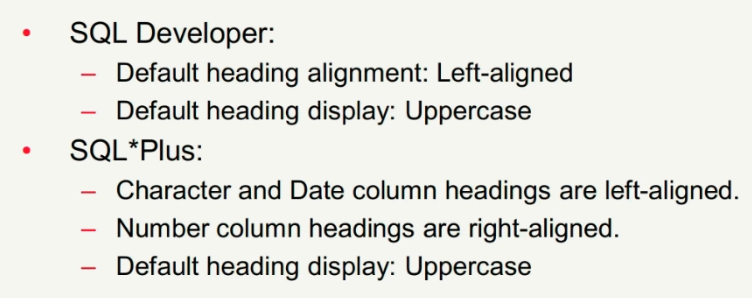 • SQL Developer:
– Default heading alignment: Left-aligned
– Default heading display: Uppercase
• SQL*Plus:
– Character and Date column headings are left-aligned.
– Number column headings are right-aligned.
– Default heading display: Uppercase